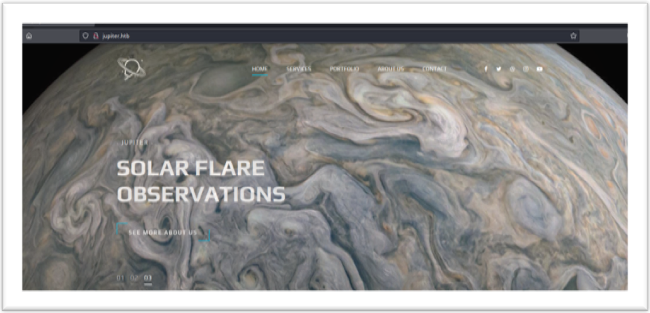 jupiter.htb
HOME SERVICES PORTFOLIO ABOUT US CONTACT
JUPITER
SOLAR FLARE
OBSERVATIONS
SEE MORE ABOUT US
01 02 03